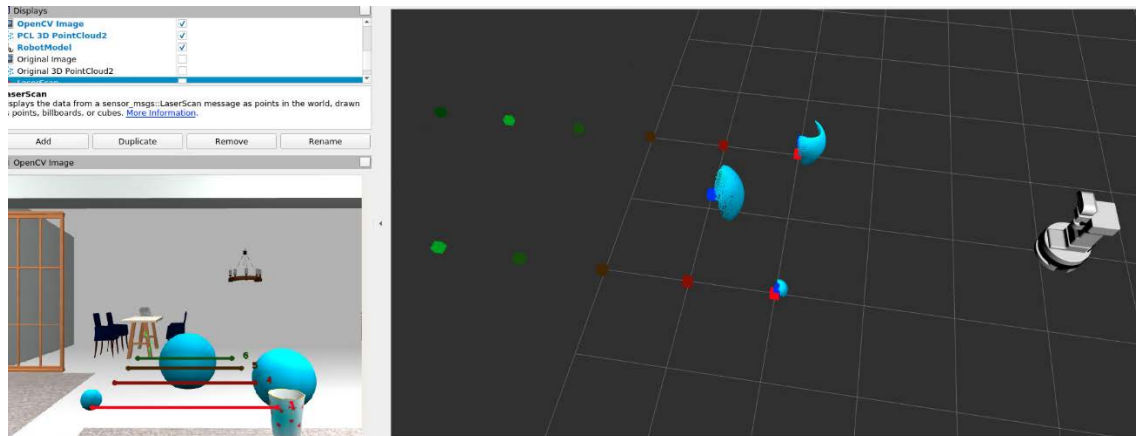 Displays
OpenCV Image
PCL 3D PointCloud2
RobotModel
Original Image
Original 3D PointCloud2
LaserScan
aserScan
splays the data from a sensor_msgs::LaserScan message as points in the world, drawn
s points, billboards, or cubes. More Information.
Add Duplicate Remove Rename
OpenCV Image
6
5
4